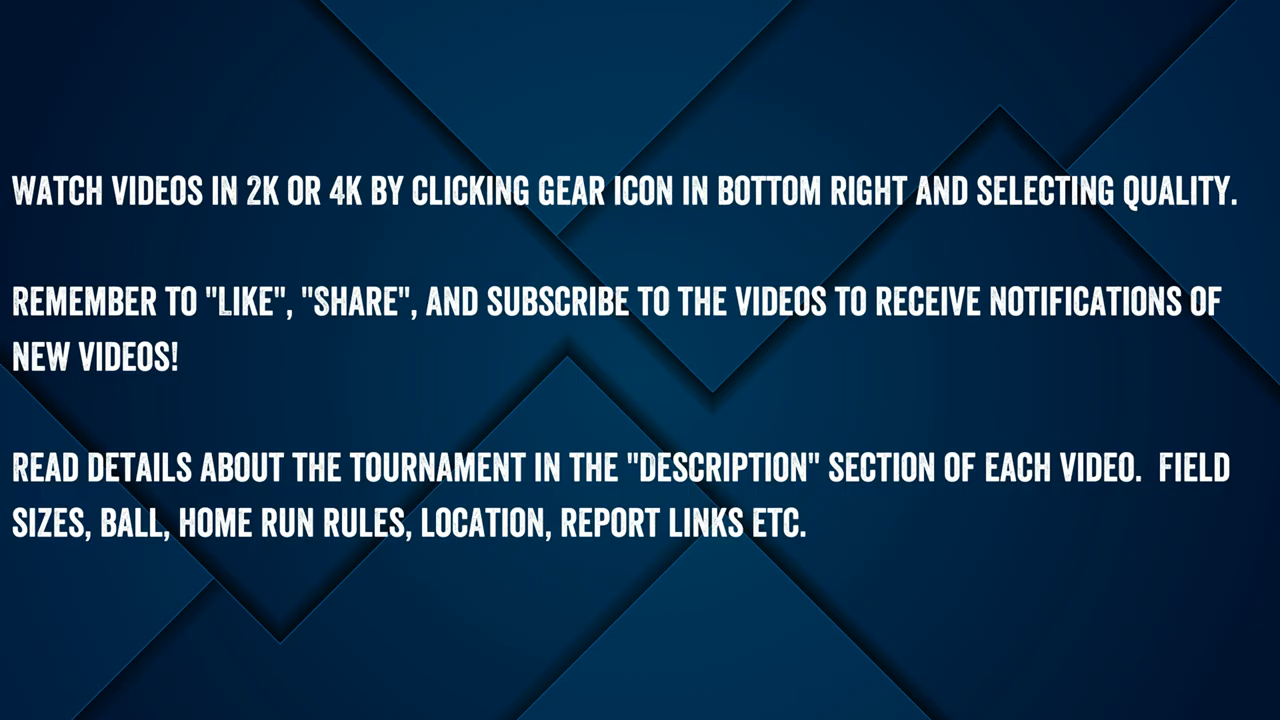 WATCH VIDEOS IN 2K OR 4K BY CLICKING GEAR ICON IN BOTTOM RIGHT AND SELECTING QUALITY.
REMEMBER TO "LIKE", "SHARE", AND SUBSCRIBE TO THE VIDEOS TO RECEIVE NOTIFICATIONS OF
NEW VIDEOS!
READ DETAILS ABOUT THE TOURNAMENT IN THE "DESCRIPTION" SECTION OF EACH VIDEO.  FIELD
SIZES, BALL, HOME RUN RULES, LOCATION, REPORT LINKS ETC.